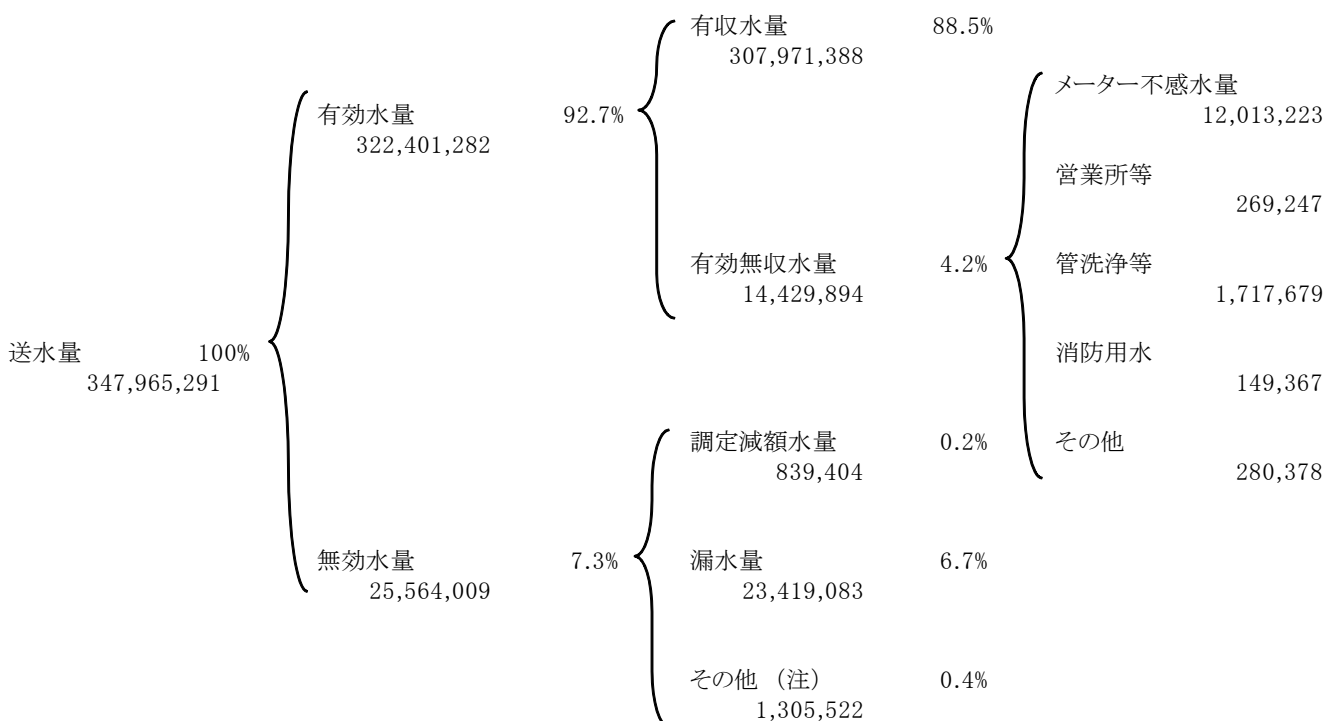 有収水量 88.5%
307,971,388
メーター不感水量
有効水量 92.7%
12,013,223
322,401,282
営業所等
269,247
有効無収水量 4.2%
管洗浄等
14,429,894
1,717,679
送水量 100%
消防用水
347,965,291
149,367
調定減額水量 0.2%
その他
839,404
280,378
無効水量 7.3%
漏水量 6.7%
25,564,009
23,419,083
その他 (注) 0.4%
1,305,522